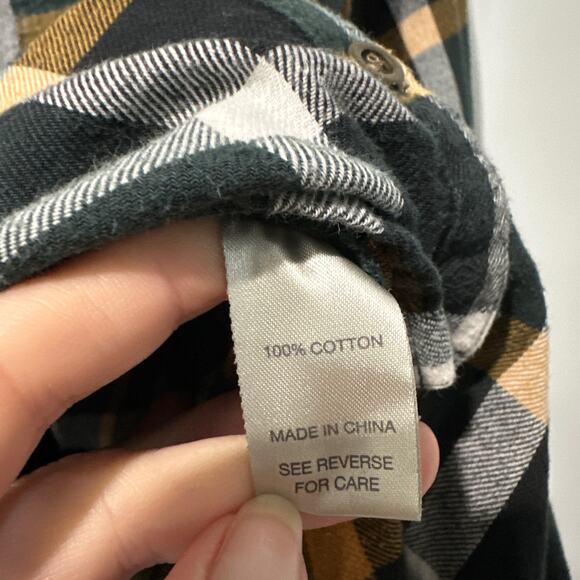 100% COTTON
MADE IN CHINA
SEE REVERSE
FOR CARE